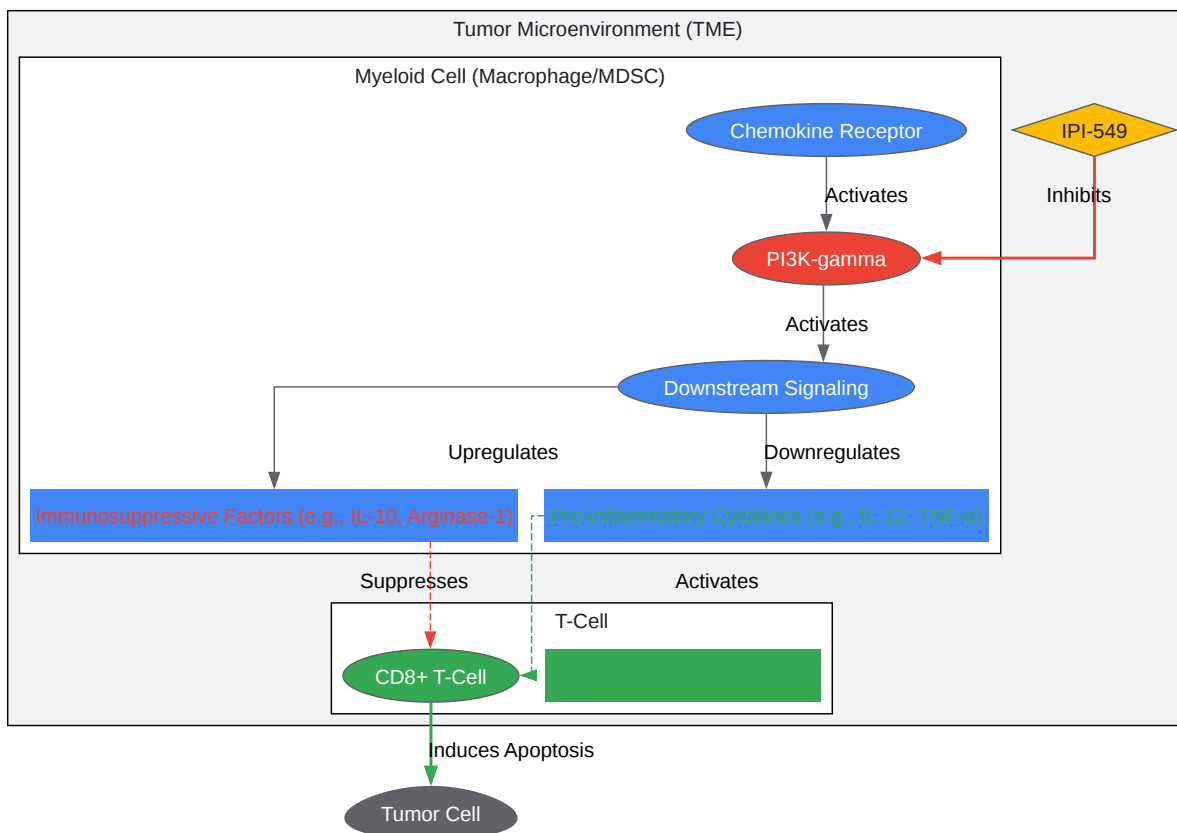 Tumor Microenvironment (TME)
Myeloid Cell (Macrophage/MDSC)
Chemokine Receptor
IPI-549
Activates
Inhibits
PI3K-gamma
Activates
Downstream Signaling
Upregulates
Downregulates
Immunosuppressive Factors (e.g., IL-10, Arginase-1)
Pro-inflammatory Cytokines (e.g., IL-12, TNF-α)
Suppresses
Activates
T-Cell
CD8+ T-Cell
Induces Apoptosis
Tumor Cell